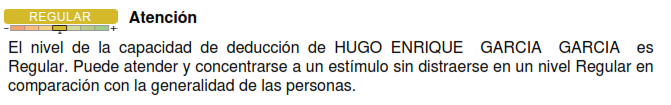 REGULAR Atención
- +
El nivel de la capacidad de deducción de HUGO ENRIQUE GARCIA GARCIA es
Regular. Puede atender y concentrarse a un estímulo sin distraerse en un nivel Regular en
comparación con la generalidad de las personas.